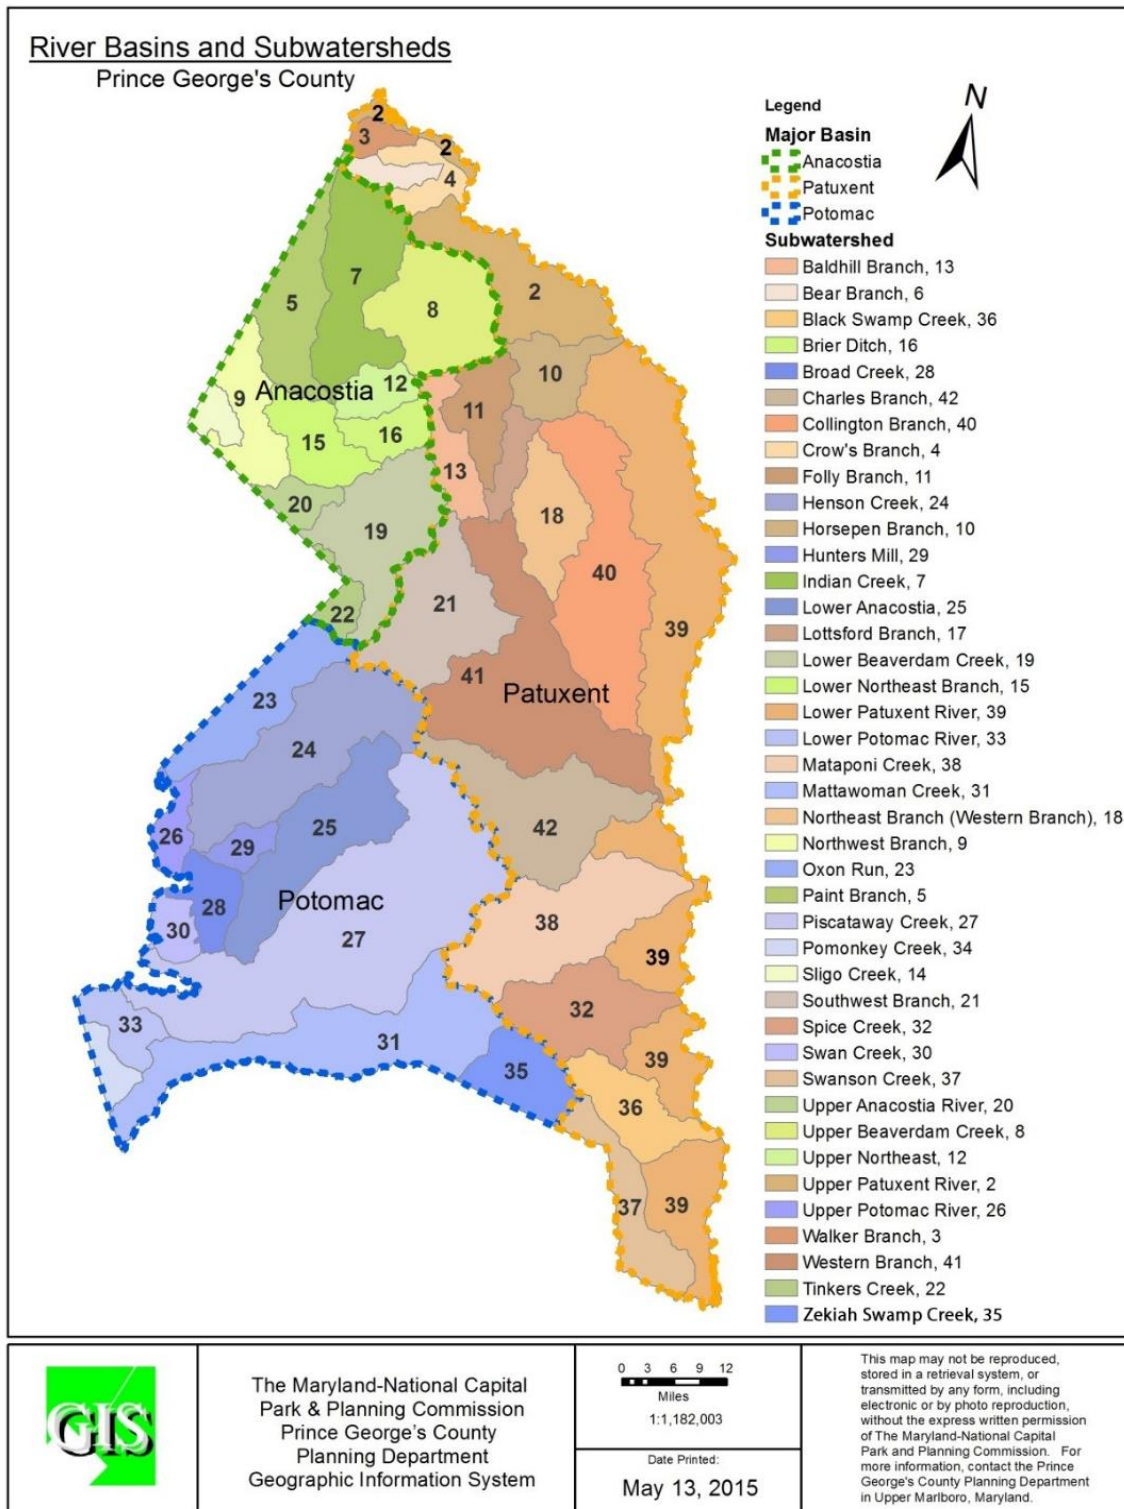 River Basins and Subwatersheds
Prince George's County
N
Legend
Major Basin
Anacostia
Patuxent
Potomac
Subwatershed
Baldhill Branch, 13
Bear Branch, 6
Black Swamp Creek, 36
Brier Ditch, 16
Broad Creek, 28
Charles Branch, 42
Collington Branch, 40
Crow's Branch, 4
Folly Branch, 11
Henson Creek, 24
Horsepen Branch, 10
Hunters Mill, 29
Indian Creek, 7
Lower Anacostia, 25
Lottsford Branch, 17
Lower Beaverdam Creek, 19
Lower Northeast Branch, 15
Lower Patuxent River, 39
Lower Potomac River, 33
Mataponi Creek, 38
Mattawoman Creek, 31
Northeast Branch (Western Branch), 18
Northwest Branch, 9
Oxon Run, 23
Paint Branch, 5
Piscataway Creek, 27
Pomonkey Creek, 34
Sligo Creek, 14
Southwest Branch, 21
Spice Creek, 32
Swan Creek, 30
Swanson Creek, 37
Upper Anacostia River, 20
Upper Beaverdam Creek, 8
Upper Northeast, 12
Upper Patuxent River, 2
Upper Potomac River, 26
Walker Branch, 3
Western Branch, 41
Tinkers Creek, 22
Zekiah Swamp Creek, 35
2
3
2
4
7
5
2
8
10
12
9
Anacostia
11
15
16
13
20
18
19
40
21
22
39
41
Patuxent
23
24
25
42
26
29
28
Potomac
30
38
27
39
32
33
31
39
35
36
37
39
GIS
The Maryland-National Capital
Park & Planning Commission
Prince George's County
Planning Department
Geographic Information System
0 3 6 9 12
Miles
1:1,182,003
Date Printed:
May 13, 2015
This map may not be reproduced,
stored in a retrieval system, or
transmitted by any form, including
electronic or by photo reproduction,
without the express written permission
of The Maryland-National Capital
Park and Planning Commission. For
more information, contact the Prince
George's County Planning Department
in Upper Marlboro, Maryland.